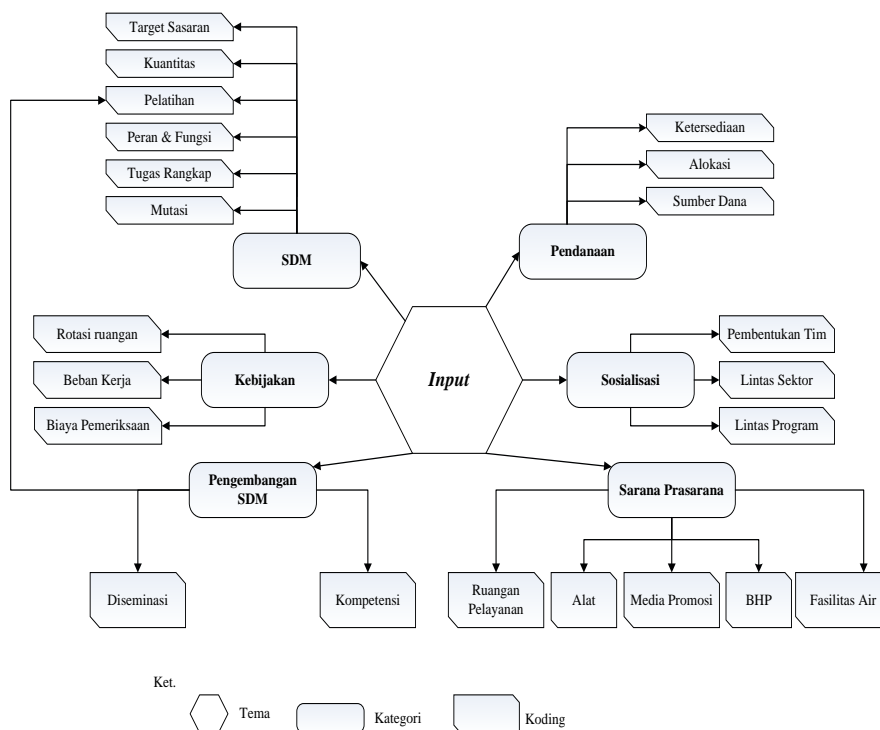 Target Sasaran
Kuantitas
Pelatihan
Peran & Fungsi
Tugas Rangkap
Mutasi
SDM
Ketersediaan
Alokasi
Sumber Dana
Pendanaan
Rotasi ruangan
Beban Kerja
Biaya Pemeriksaan
Kebijakan
Input
Sosialisasi
Pembentukan Tim
Lintas Sektor
Lintas Program
Pengembangan
SDM
Sarana Prasarana
Diseminasi
Kompetensi
Ruangan
Pelayanan
Alat
Media Promosi
BHP
Fasilitas Air
Ket.
Tema
Kategori
Koding